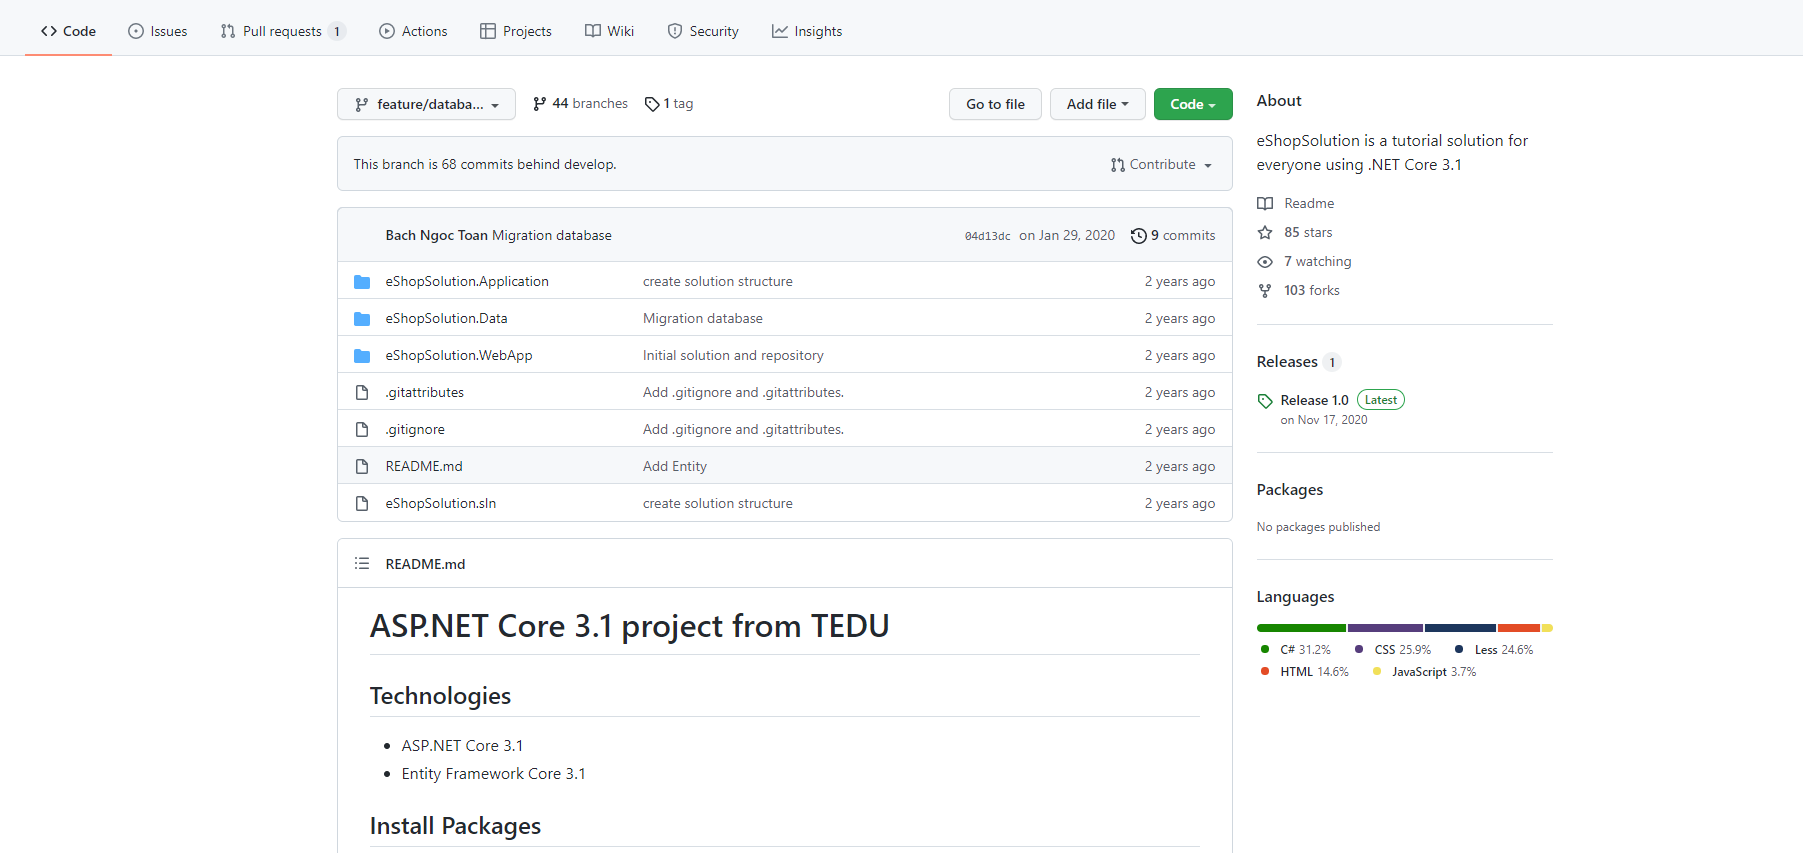 Code Issues Pull requests 1 Actions Projects Wiki Security Insights
feature/databa... 44 branches 1 tag Go to file Add file Code
This branch is 68 commits behind develop. Contribute
Bach Ngoc Toan Migration database 04d13dc on Jan 29, 2020 9 commits
eShopSolution.Application create solution structure 2 years ago
eShopSolution.Data Migration database 2 years ago
eShopSolution.WebApp Initial solution and repository 2 years ago
.gitattributes Add .gitignore and .gitattributes. 2 years ago
.gitignore Add .gitignore and .gitattributes. 2 years ago
README.md Add Entity 2 years ago
eShopSolution.sln create solution structure 2 years ago
README.md
ASP.NET Core 3.1 project from TEDU
Technologies
ASP.NET Core 3.1
Entity Framework Core 3.1
Install Packages
About
eShopSolution is a tutorial solution for
everyone using .NET Core 3.1
Readme
85 stars
7 watching
103 forks
Releases 1
Release 1.0 Latest
on Nov 17, 2020
Packages
No packages published
Languages
C# 31.2% CSS 25.9% Less 24.6%
HTML 14.6% JavaScript 3.7%